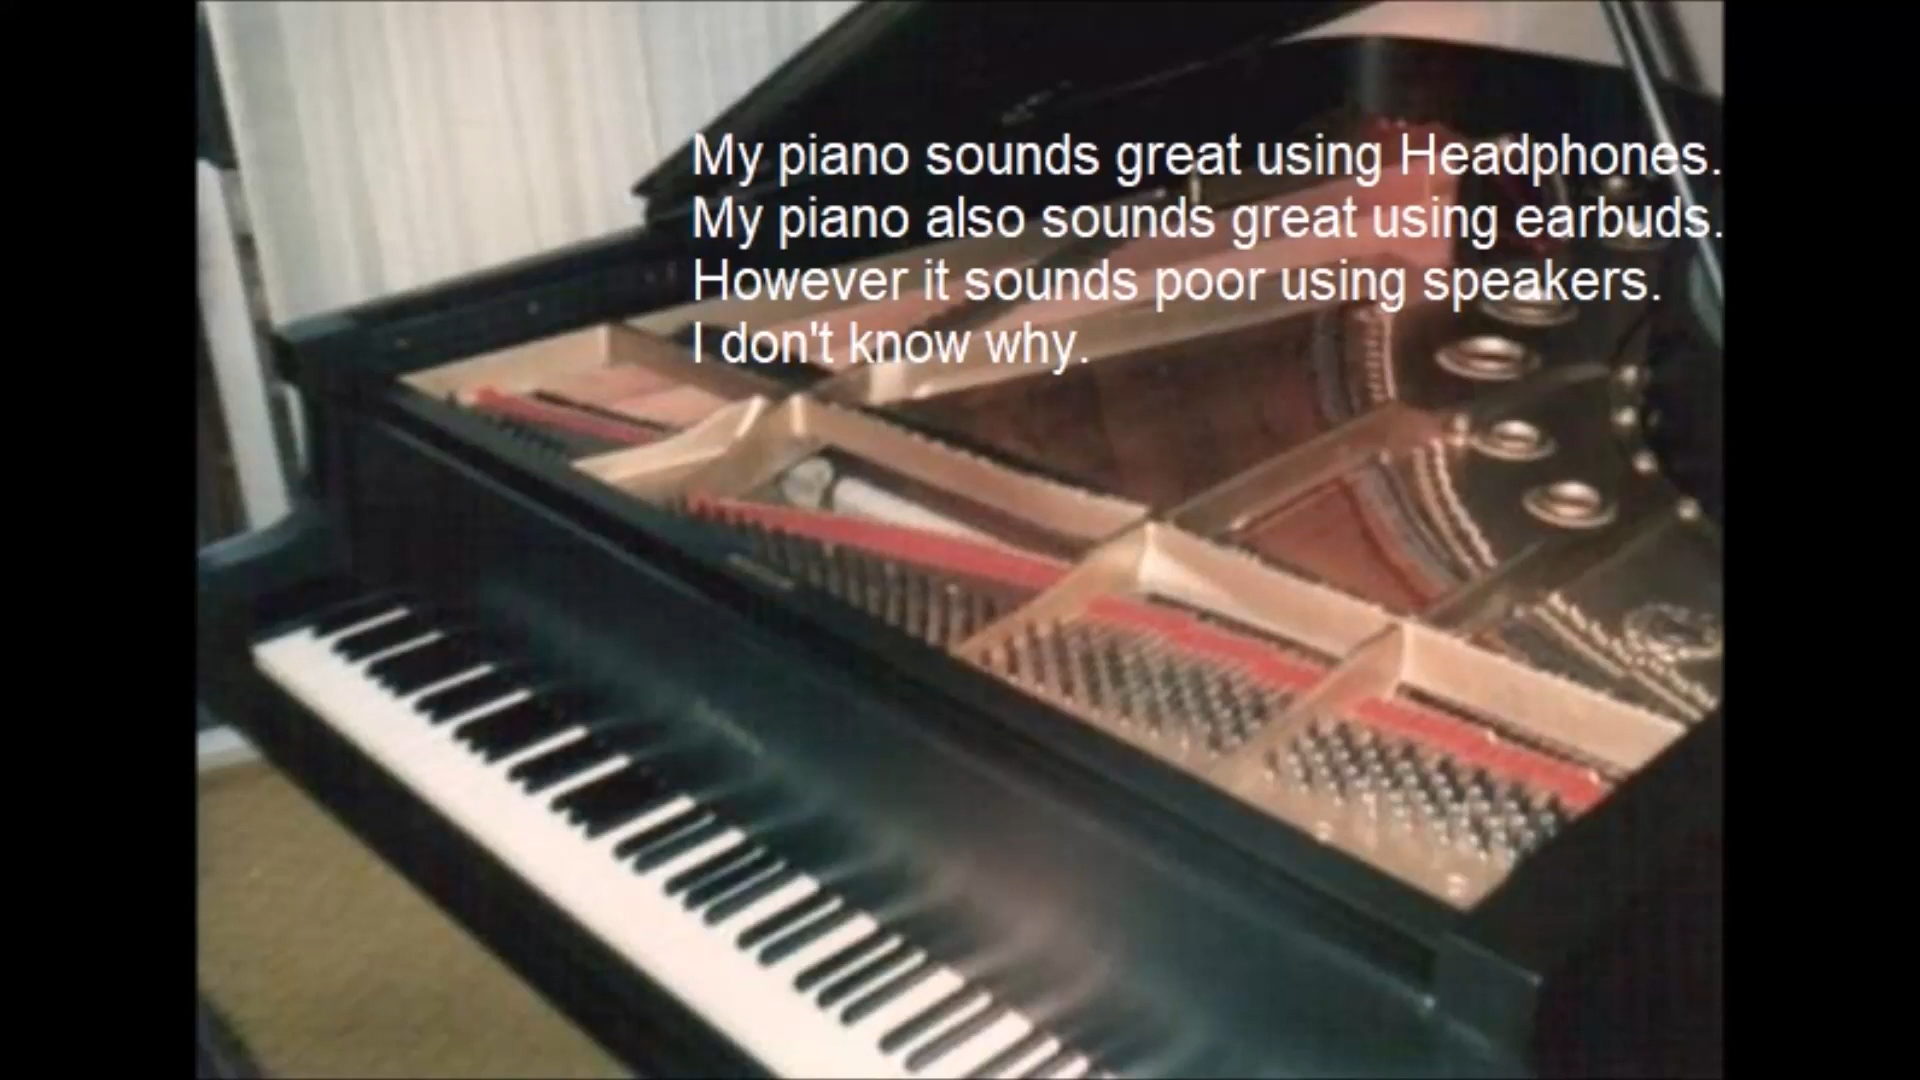 My piano sounds great using Headphones.
My piano also sounds great using earbuds.
However it sounds poor using speakers.
I don't know why.